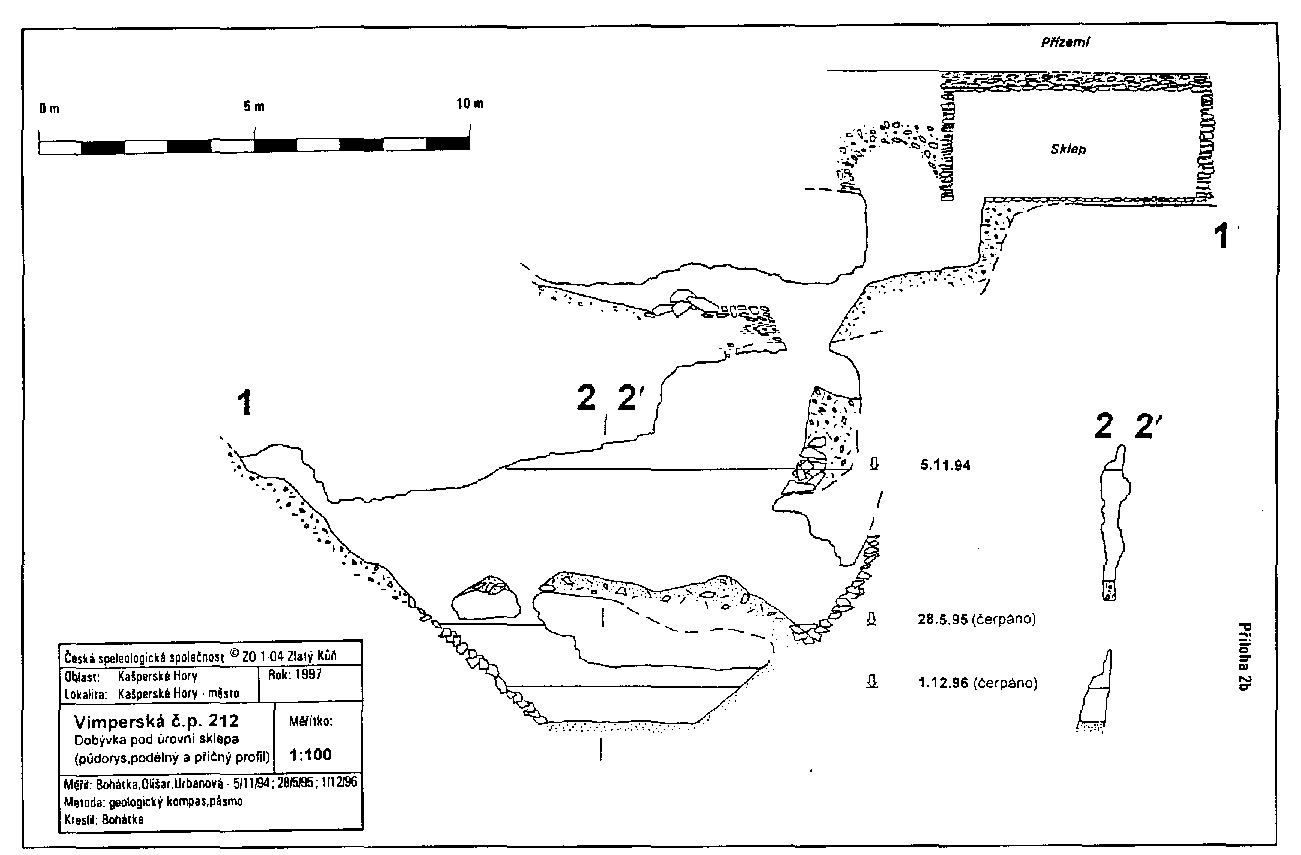 Přízemí
0 m 5 m 10 m
Sklep
1
1
2 2'
2 2'
5.11.94
28.5.95 (čerpáno)
1.12.96 (čerpáno)
Příloha 2b
Česká speleologická společnost © ZO 1-04 Zlatý Kůň
Oblast: Kašperské Hory Rok: 1997
Lokalita: Kašperské Hory - město
Vimperská č.p. 212
Dobývka pod úrovní sklepa
(půdorys,podélný a příčný profil)
Měřítko:
1:100
Měřil: Bohátka,Olišar,Urbanová - 5/11/94; 28/5/95; 1/12/96
Metoda: geologický kompas,pásmo
Kreslil: Bohátka